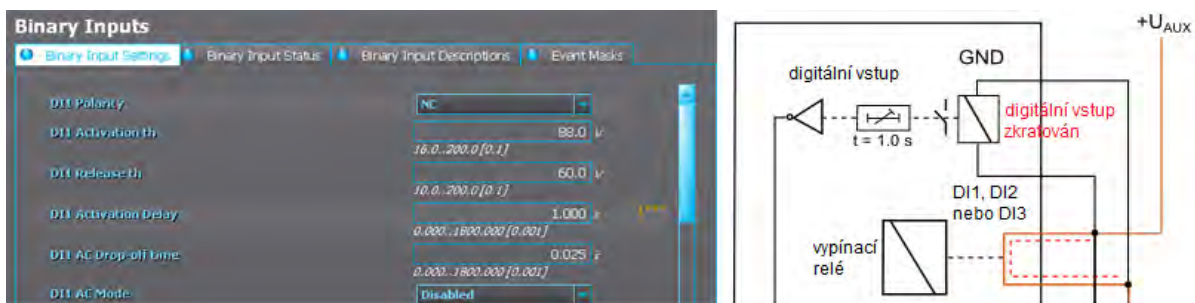 Binary Inputs
Binary Input Settings
Binary Input Status
Binary Input Descriptions
Event Masks
DI1 Polarity
NC
DI1 Activation th
88.0 V
16.0..200.0 [0.1]
DI1 Release th
60.0 V
10.0..200.0 [0.1]
DI1 Activation Delay
1.000 s
0.000..1800.000 [0.001]
DI1 AC Drop-off time
0.025 s
0.000..1800.000 [0.001]
DI1 AC Mode
Disabled
+UAUX
GND
digitální vstup
digitální vstup
zkratován
t = 1.0 s
DI1, DI2
nebo DI3
vypínací
relé